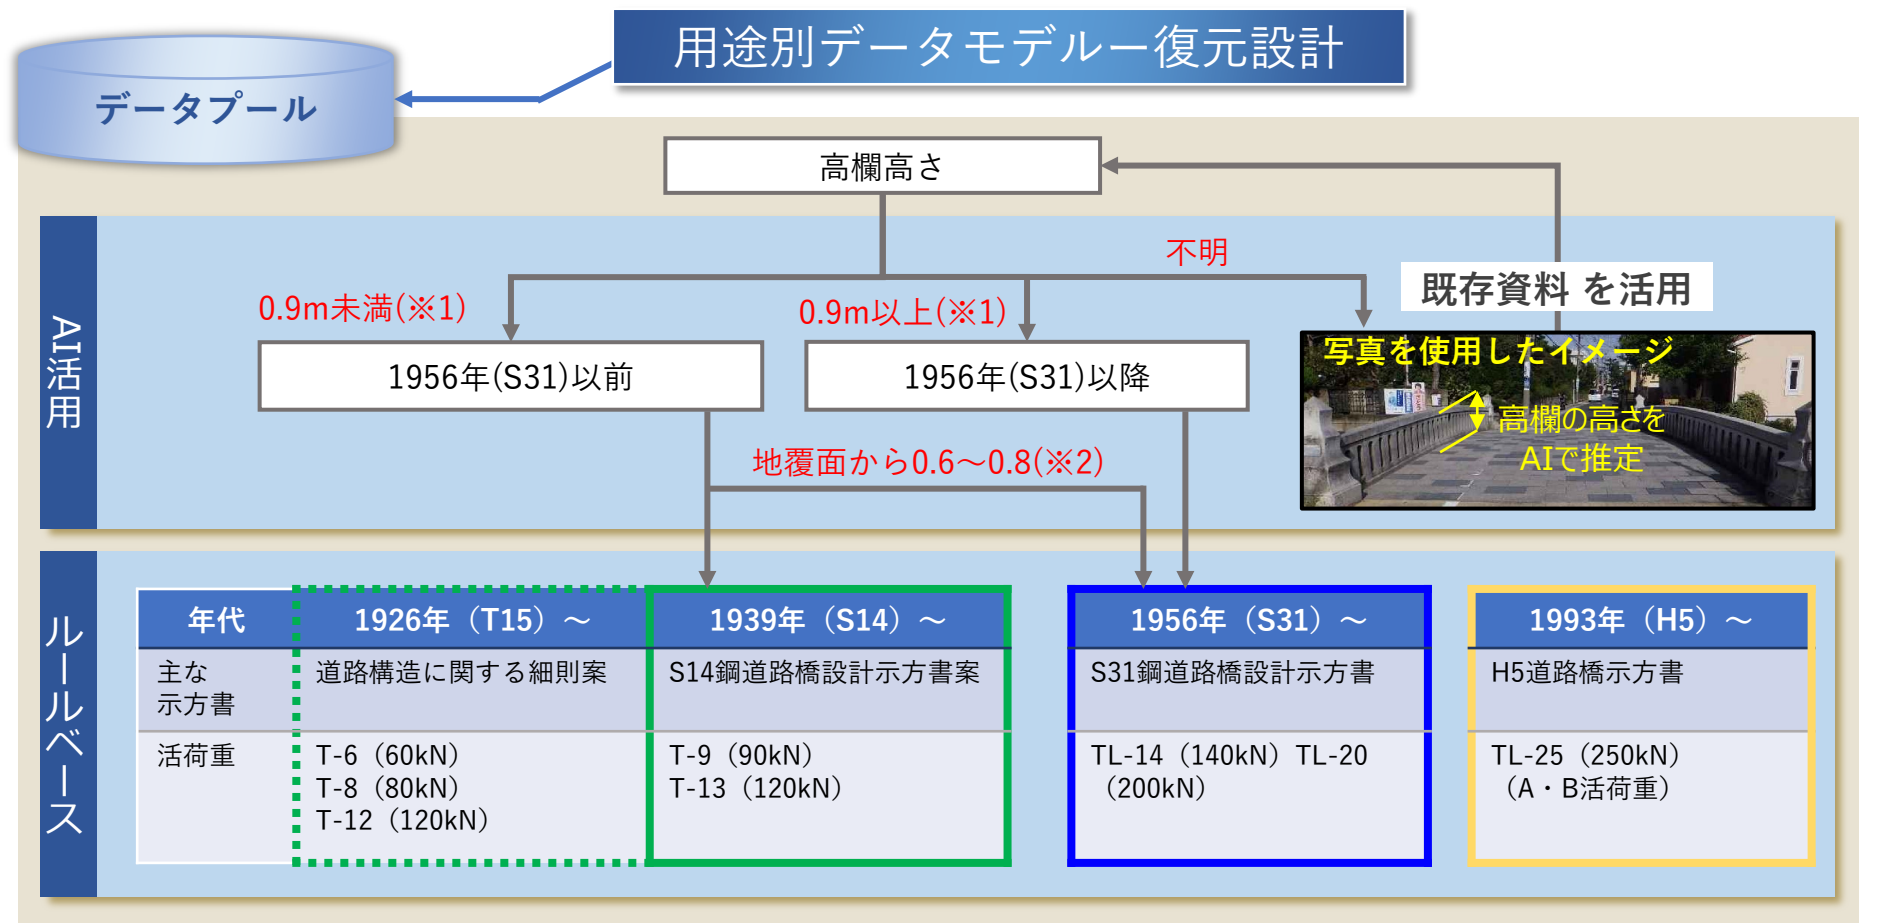 用途別データモデルー復元設計
データプール
高欄高さ
AI活用
不明
0.9m未満(※1)
0.9m以上(※1)
既存資料 を活用
1956年(S31)以前
1956年(S31)以降
写真を使用したイメージ
高欄の高さを
AIで推定
地覆面から0.6～0.8(※2)
ルールベース
年代
1926年（T15）～
1939年（S14）～
1956年（S31）～
1993年（H5）～
主な
示方書
道路構造に関する細則案
S14鋼道路橋設計示方書案
S31鋼道路橋設計示方書
H5道路橋示方書
活荷重
T-6（60kN）
T-8（80kN）
T-12（120kN）
T-9（90kN）
T-13（120kN）
TL-14（140kN）TL-20
（200kN）
TL-25（250kN）
（A・B活荷重）